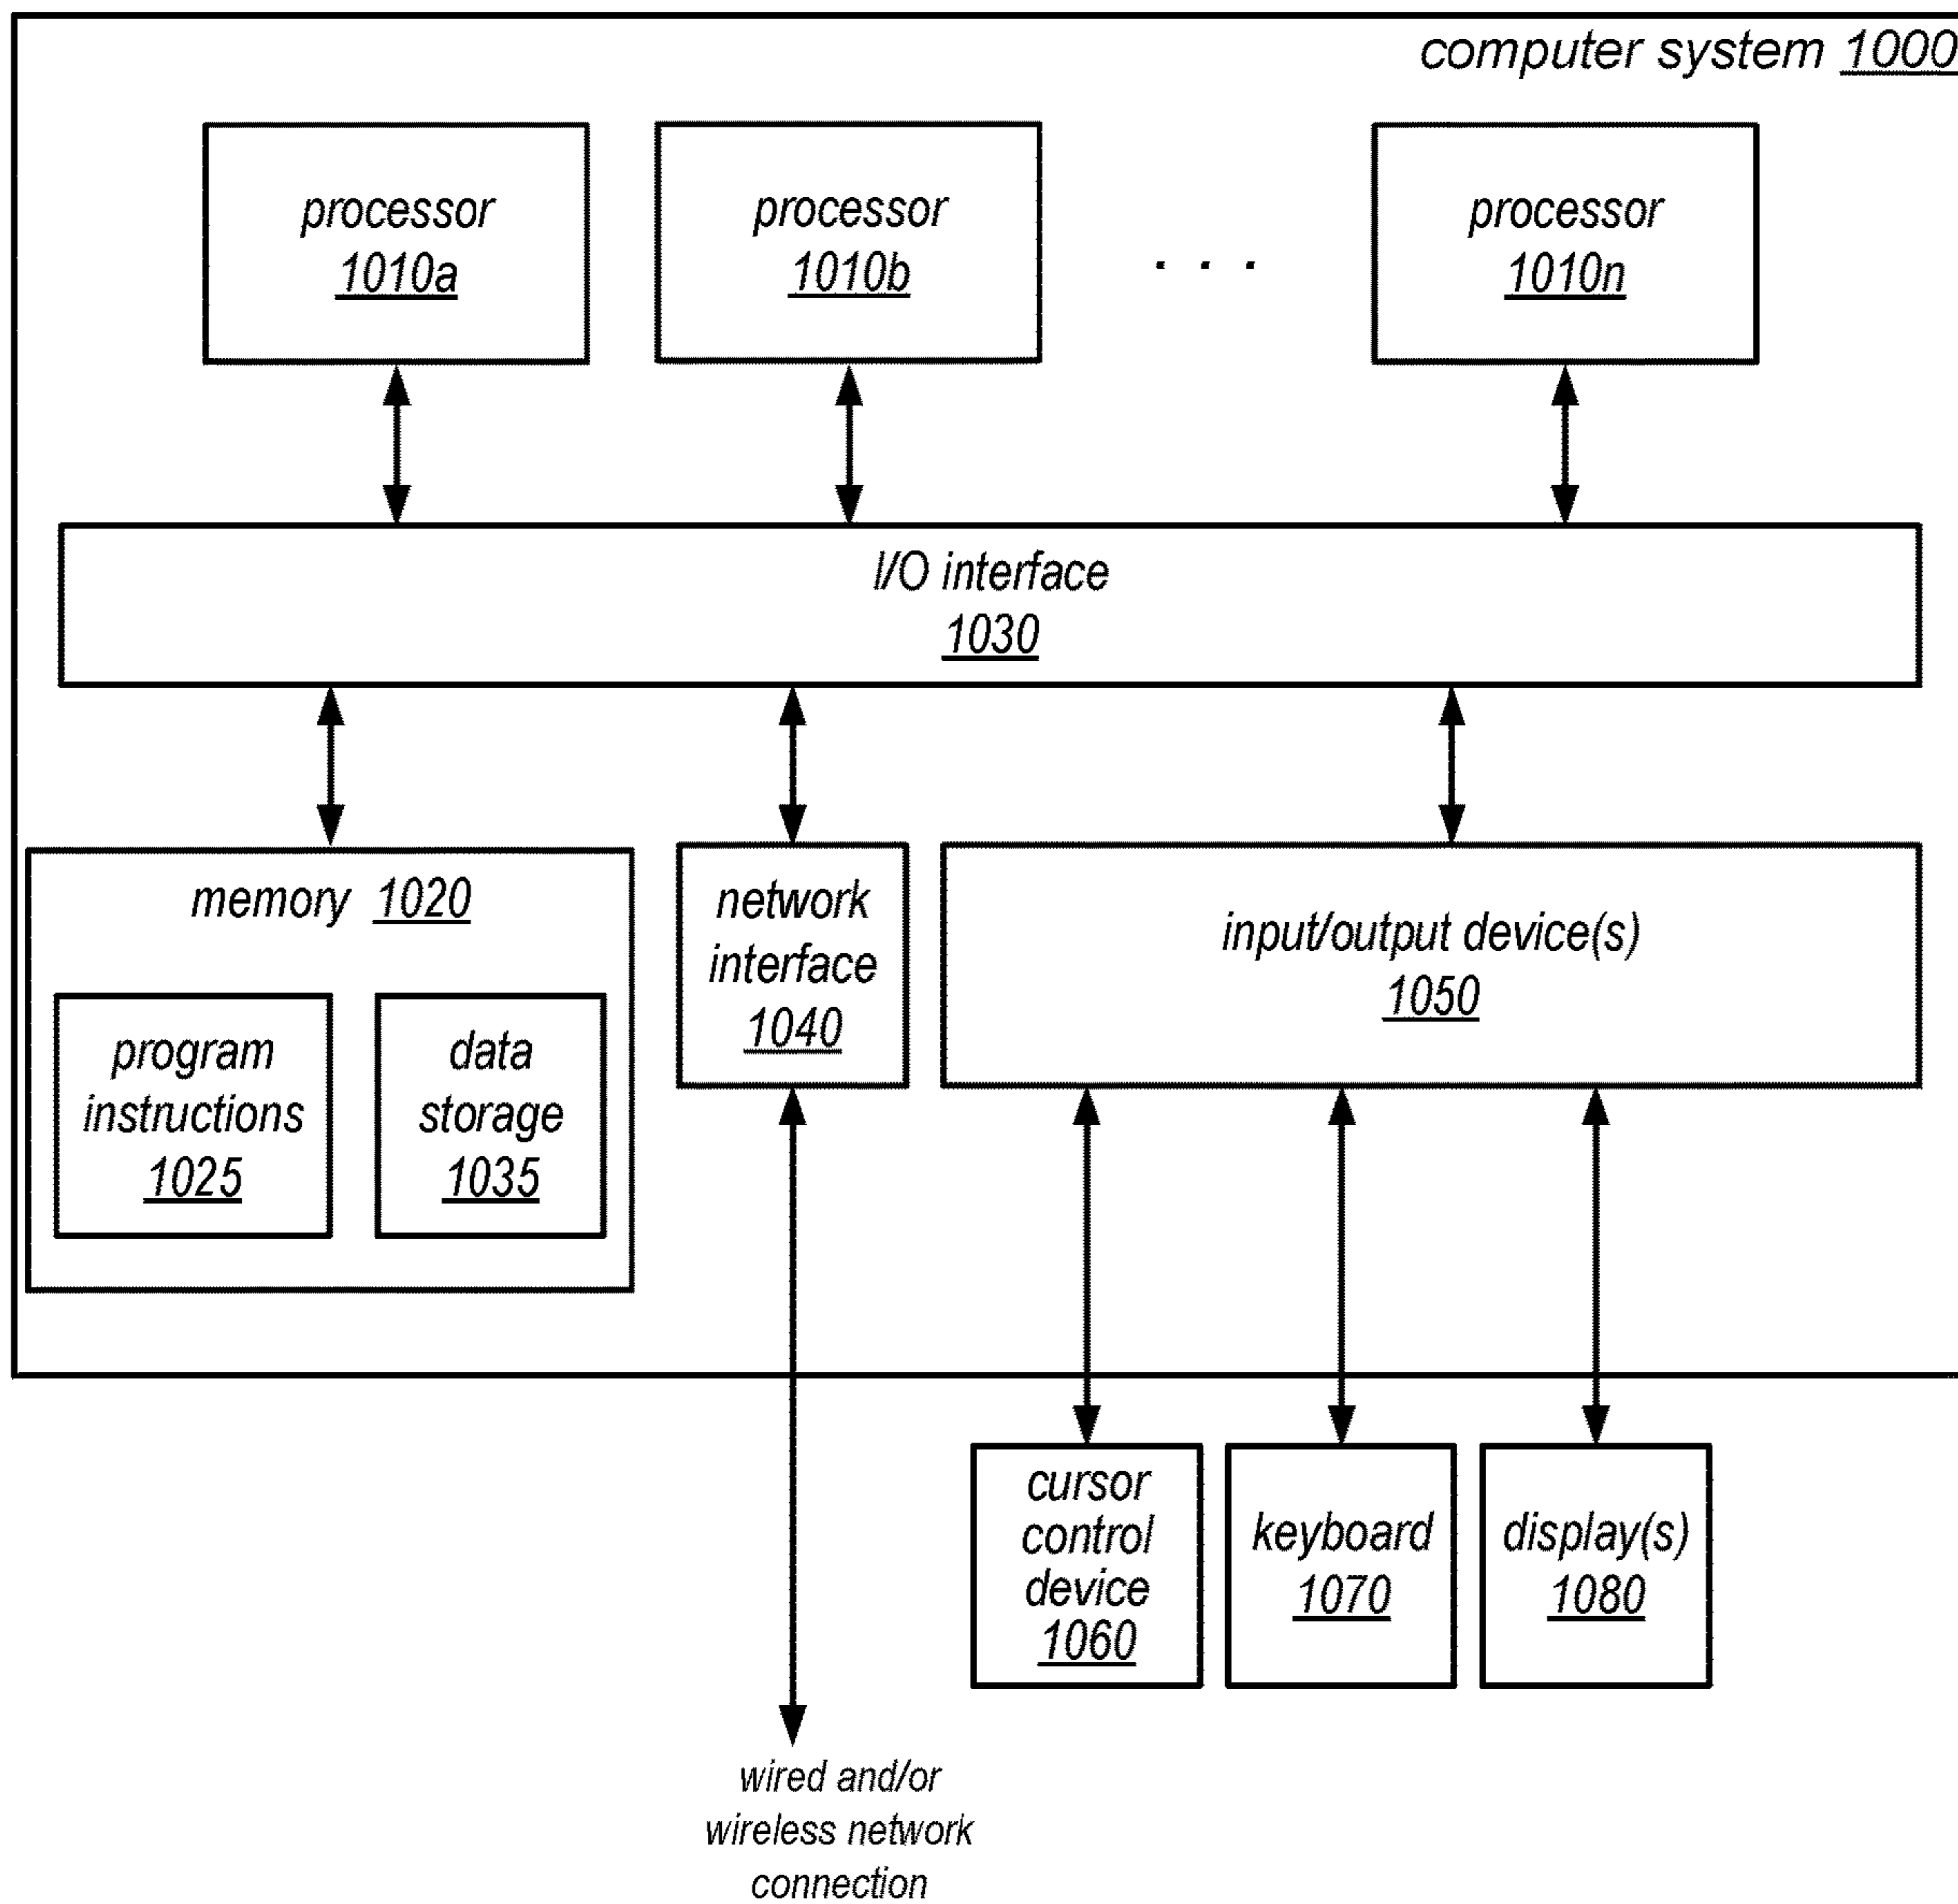 computer system 1000
processor
1010a
processor
1010b
. . .
processor
1010n
I/O interface
1030
memory 1020
program
instructions
1025
data
storage
1035
network
interface
1040
input/output device(s)
1050
cursor
control
device
1060
keyboard
1070
display(s)
1080
wired and/or
wireless network
connection